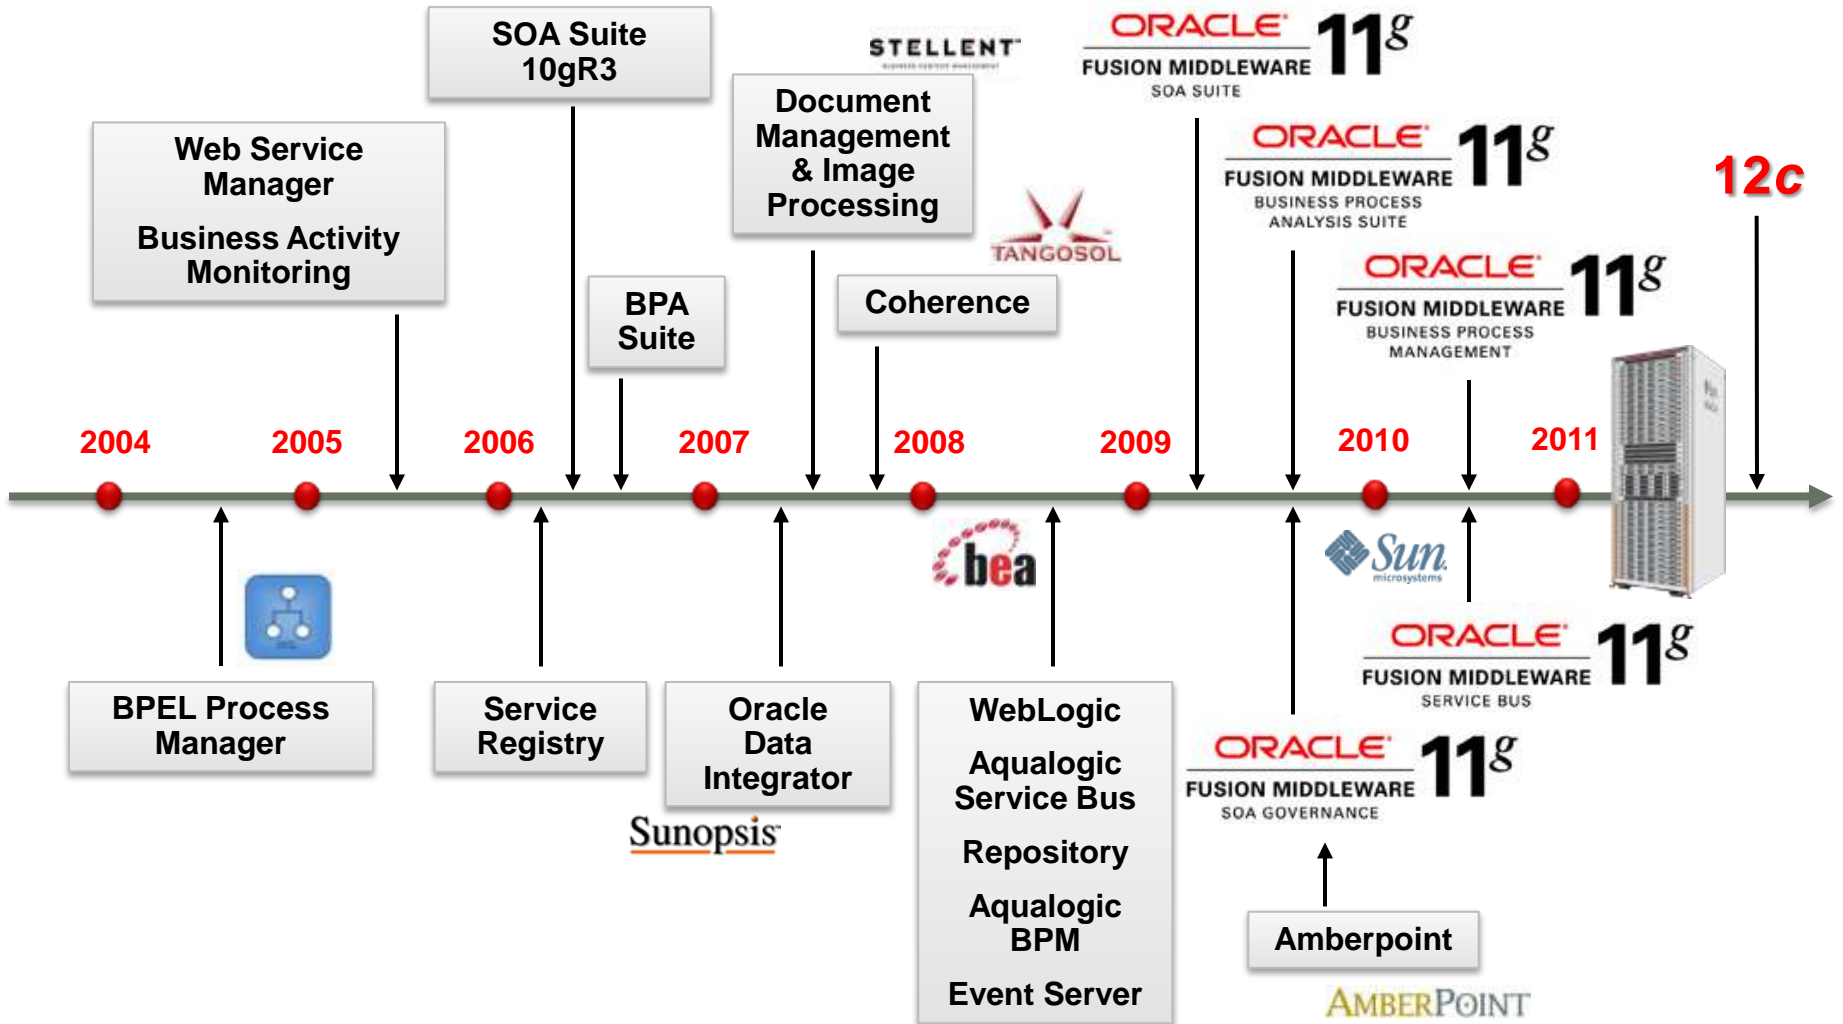 SOA Suite
10gR3
STELLENT
ORACLE 11g
FUSION MIDDLEWARE
SOA SUITE
Web Service
Manager
Business Activity
Monitoring
Document
Management
& Image
Processing
ORACLE 11g
FUSION MIDDLEWARE
BUSINESS PROCESS
ANALYSIS SUITE
12c
TANGOSOL
BPA
Suite
Coherence
ORACLE 11g
FUSION MIDDLEWARE
BUSINESS PROCESS
MANAGEMENT
2004
2005
2006
2007
2008
2009
2010
2011
bea
Sun
microsystems
BPEL Process
Manager
Service
Registry
Oracle
Data
Integrator
Sunopsis
WebLogic
Aqualogic
Service Bus
Repository
Aqualogic
BPM
Event Server
ORACLE 11g
FUSION MIDDLEWARE
SERVICE BUS
ORACLE 11g
FUSION MIDDLEWARE
SOA GOVERNANCE
Amberpoint
AMBERPOINT